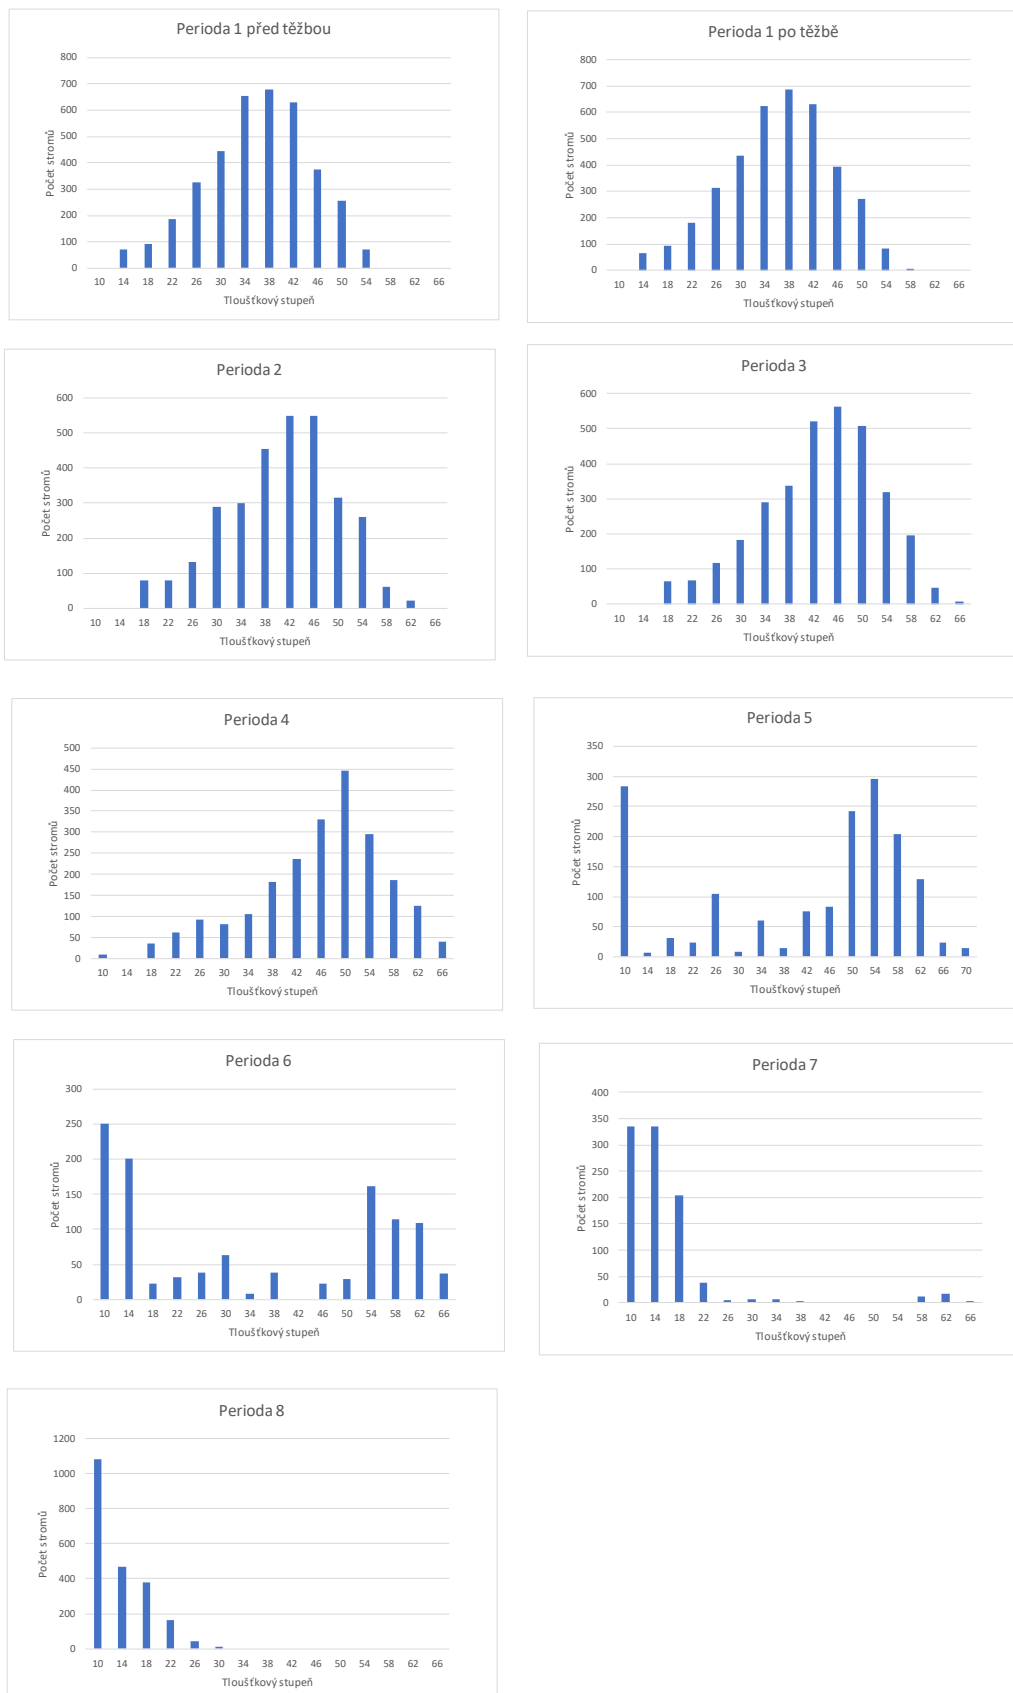 Perioda 1 před těžbou
Počet stromů
800
700
600
500
400
300
200
100
0
10 14 18 22 26 30 34 38 42 46 50 54 58 62 66
Tloušťkový stupeň
Perioda 1 po těžbě
Počet stromů
800
700
600
500
400
300
200
100
0
10 14 18 22 26 30 34 38 42 46 50 54 58 62 66
Tloušťkový stupeň
Perioda 2
Počet stromů
600
500
400
300
200
100
0
10 14 18 22 26 30 34 38 42 46 50 54 58 62 66
Tloušťkový stupeň
Perioda 3
Počet stromů
600
500
400
300
200
100
0
10 14 18 22 26 30 34 38 42 46 50 54 58 62 66
Tloušťkový stupeň
Perioda 4
Počet stromů
500
450
400
350
300
250
200
150
100
50
0
10 14 18 22 26 30 34 38 42 46 50 54 58 62 66
Tloušťkový stupeň
Perioda 5
Počet stromů
350
300
250
200
150
100
50
0
10 14 18 22 26 30 34 38 42 46 50 54 58 62 66 70
Tloušťkový stupeň
Perioda 6
Počet stromů
300
250
200
150
100
50
0
10 14 18 22 26 30 34 38 42 46 50 54 58 62 66
Tloušťkový stupeň
Perioda 7
Počet stromů
400
350
300
250
200
150
100
50
0
10 14 18 22 26 30 34 38 42 46 50 54 58 62 66
Tloušťkový stupeň
Perioda 8
Počet stromů
1200
1000
800
600
400
200
0
10 14 18 22 26 30 34 38 42 46 50 54 58 62 66
Tloušťkový stupeň